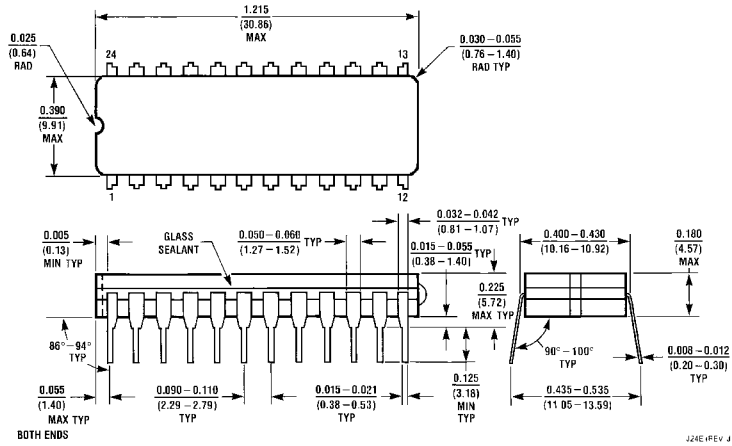 1.215
(30.86)
MAX
0.025
(0.64)
RAD
24
13
0.030–0.055
(0.76–1.40)
RAD TYP
0.390
(9.91)
MAX
1
12
0.005
(0.13)
MIN TYP
GLASS
SEALANT
0.050–0.060 TYP
(1.27–1.52)
0.032–0.042 TYP
(0.81–1.07)
0.015–0.055 TYP
(0.38–1.40)
0.400–0.430
(10.16–10.92)
0.180
(4.57)
MAX
0.225
(5.72)
MAX TYP
86°–94°
TYP
90°–100°
TYP
0.008–0.012
(0.20–0.30)
TYP
0.055
(1.40)
MAX TYP
BOTH ENDS
0.090–0.110
(2.29–2.79)
TYP
0.015–0.021
(0.38–0.53)
TYP
0.125
(3.18)
MIN
TYP
0.435–0.535
(11.05–13.59)
J24E (REV J